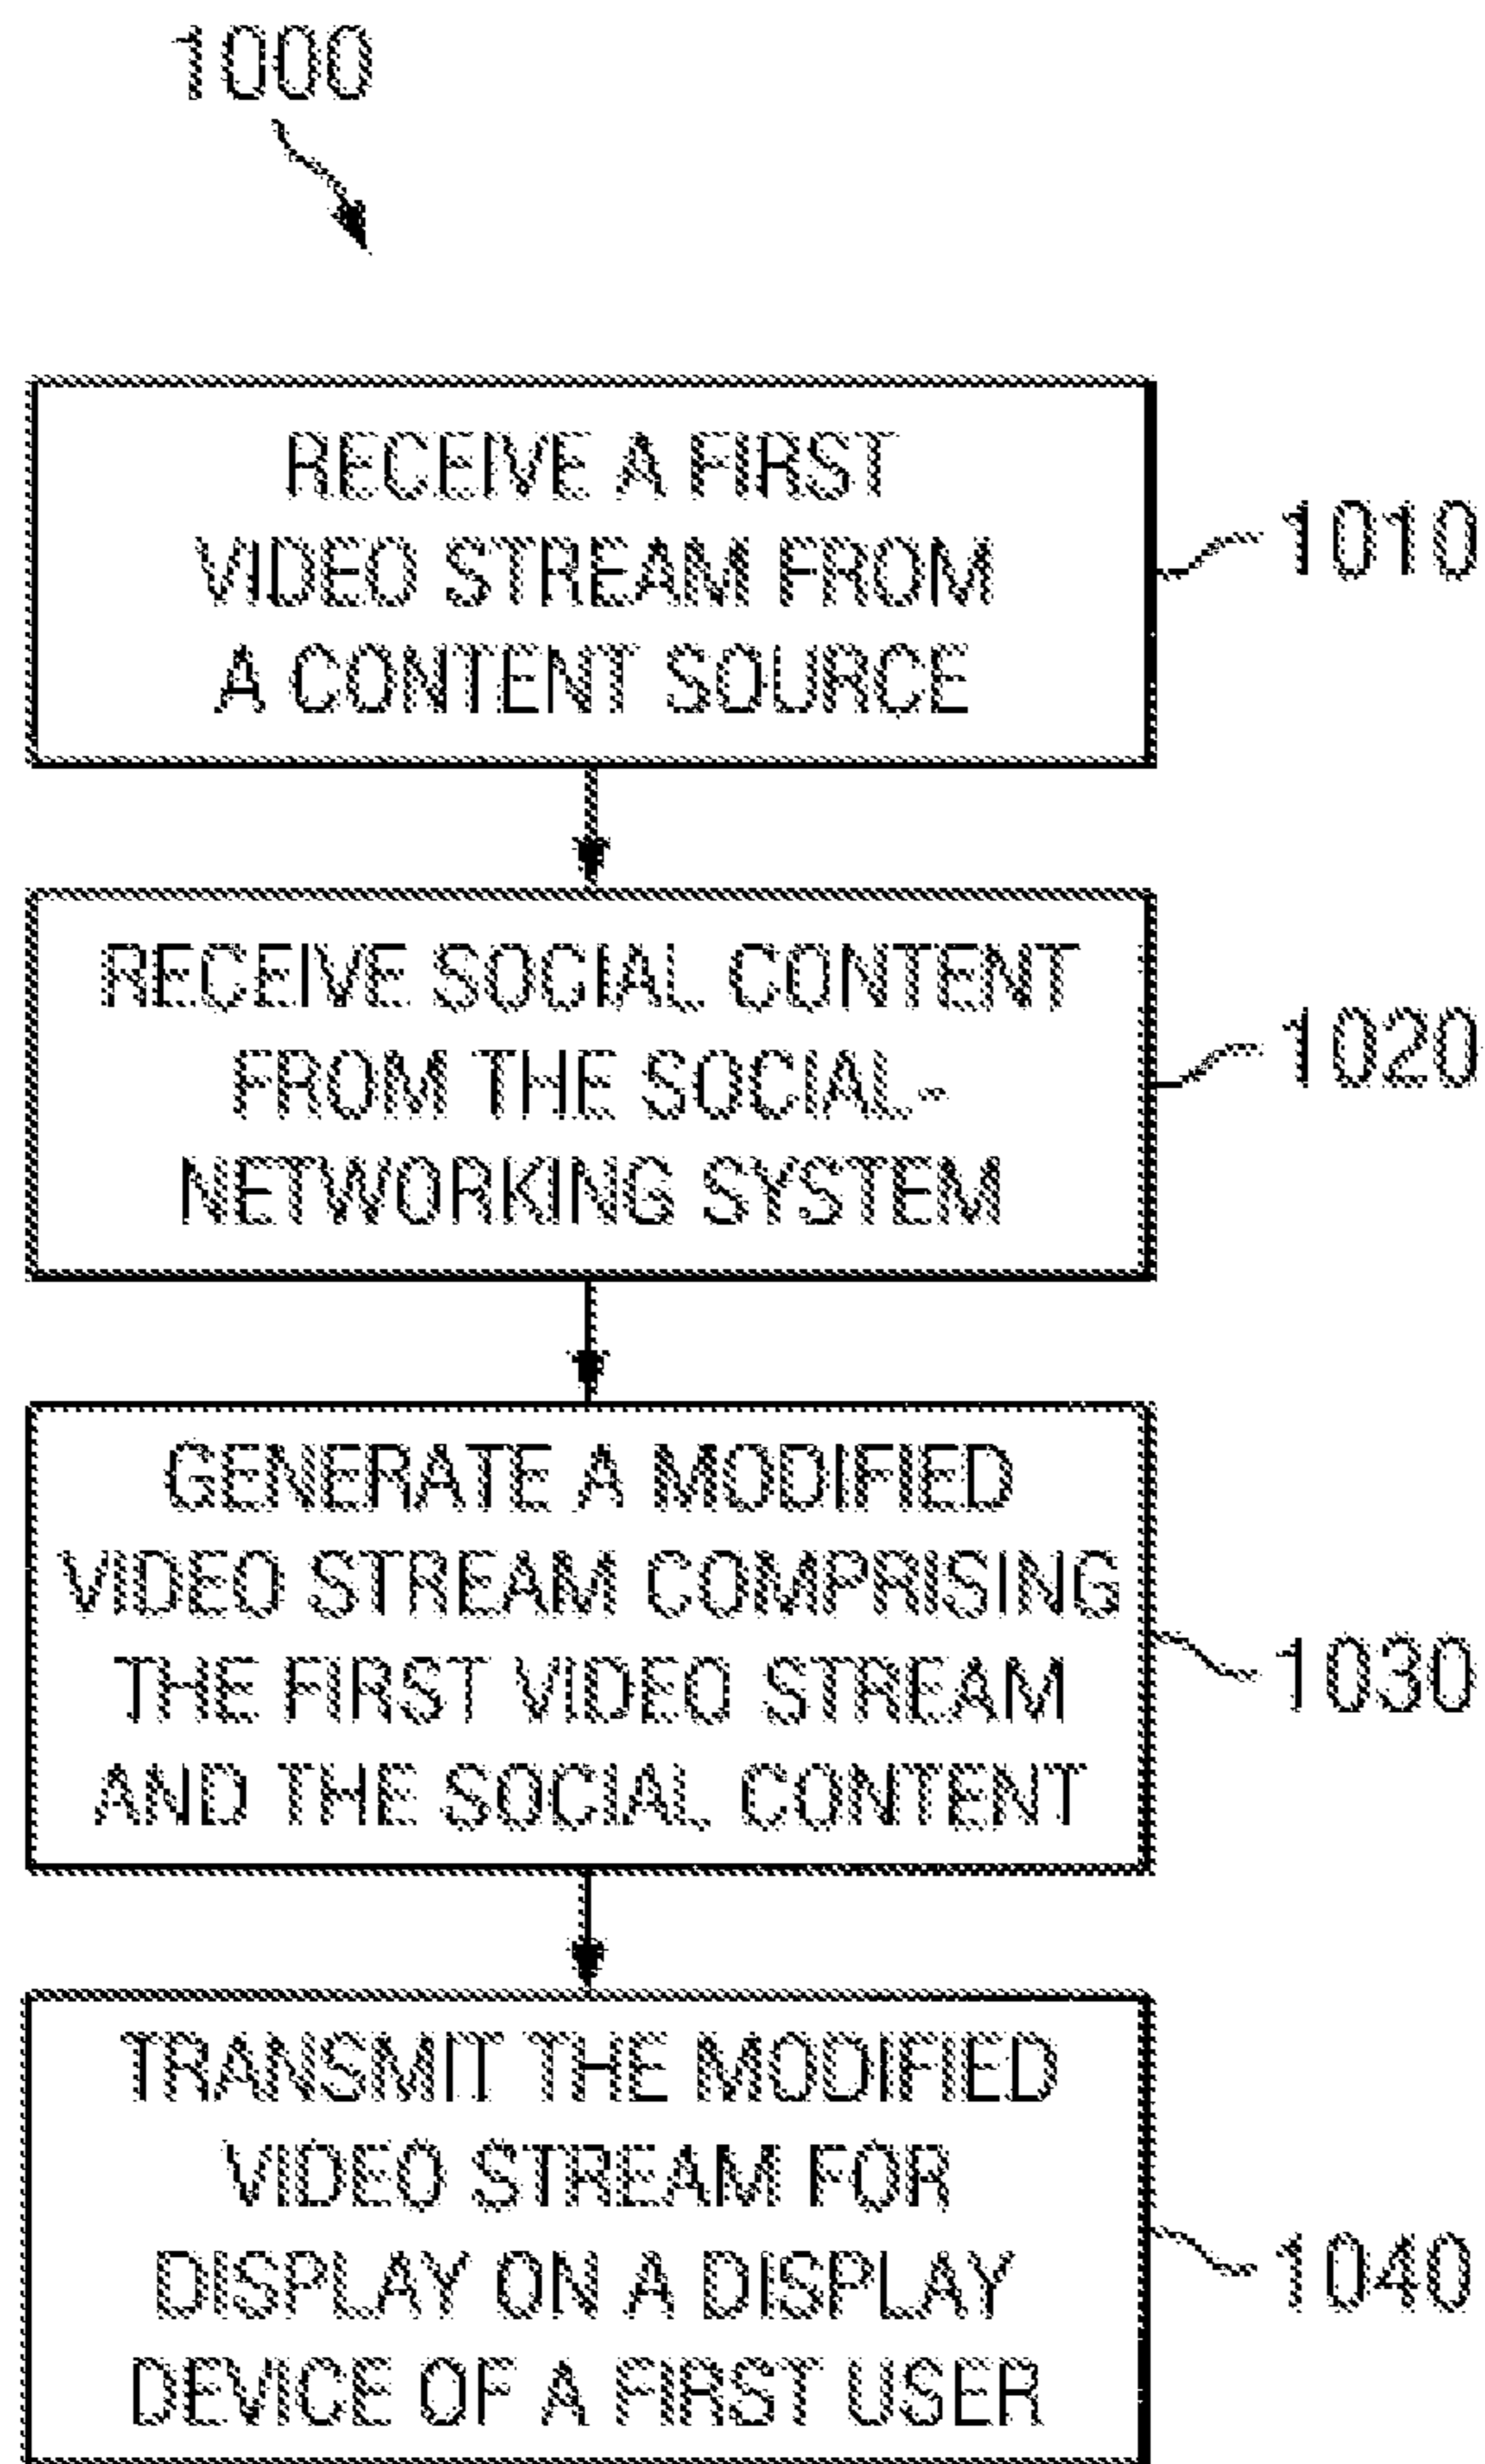 1000
RECEIVE A FIRST
VIDEO STREAM FROM
A CONTENT SOURCE
1010
RECEIVE SOCIAL CONTENT
FROM THE SOCIAL-
NETWORKING SYSTEM
1020
GENERATE A MODIFIED
VIDEO STREAM COMPRISING
THE FIRST VIDEO STREAM
AND THE SOCIAL CONTENT
1030
TRANSMIT THE MODIFIED
VIDEO STREAM FOR
DISPLAY ON A DISPLAY
DEVICE OF A FIRST USER
1040